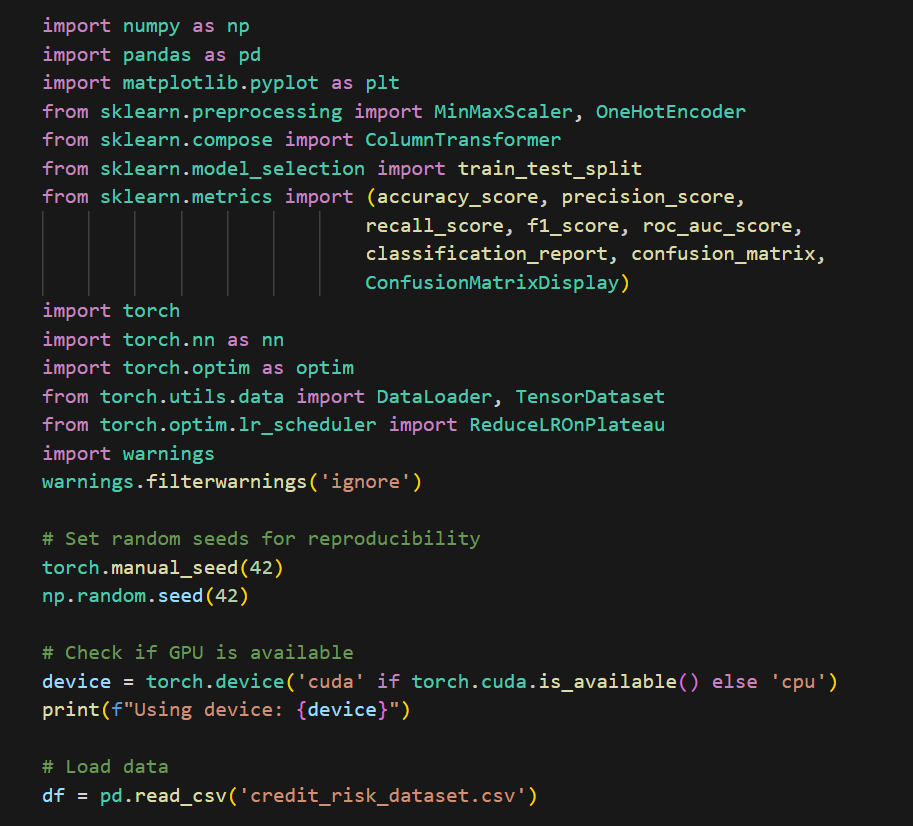 import numpy as np
import pandas as pd
import matplotlib.pyplot as plt
from sklearn.preprocessing import MinMaxScaler, OneHotEncoder
from sklearn.compose import ColumnTransformer
from sklearn.model_selection import train_test_split
from sklearn.metrics import (accuracy_score, precision_score,
                            recall_score, f1_score, roc_auc_score,
                            classification_report, confusion_matrix,
                            ConfusionMatrixDisplay)
import torch
import torch.nn as nn
import torch.optim as optim
from torch.utils.data import DataLoader, TensorDataset
from torch.optim.lr_scheduler import ReduceLROnPlateau
import warnings
warnings.filterwarnings('ignore')

# Set random seeds for reproducibility
torch.manual_seed(42)
np.random.seed(42)

# Check if GPU is available
device = torch.device('cuda' if torch.cuda.is_available() else 'cpu')
print(f"Using device: {device}")

# Load data
df = pd.read_csv('credit_risk_dataset.csv')